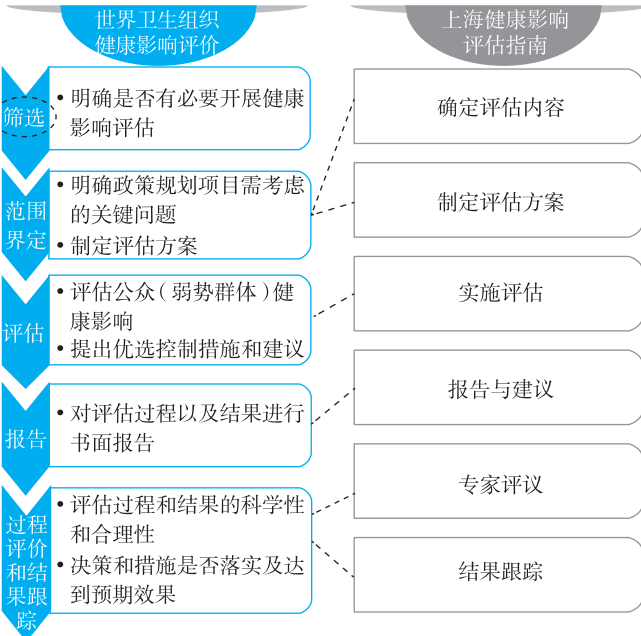 世界卫生组织
健康影响评价
上海健康影响
评估指南
筛选
• 明确是否有必要开展健康
影响评估
范围
界定
• 明确政策规划项目需考虑
的关键问题
• 制定评估方案
评估
• 评估公众（弱势群体）健
康影响
• 提出优选控制措施和建议
报告
• 对评估过程以及结果进行
书面报告
过程
评价
和结
果跟
踪
• 评估过程和结果的科学性
和合理性
• 决策和措施是否落实及达
到预期效果
确定评估内容
制定评估方案
实施评估
报告与建议
专家评议
结果跟踪